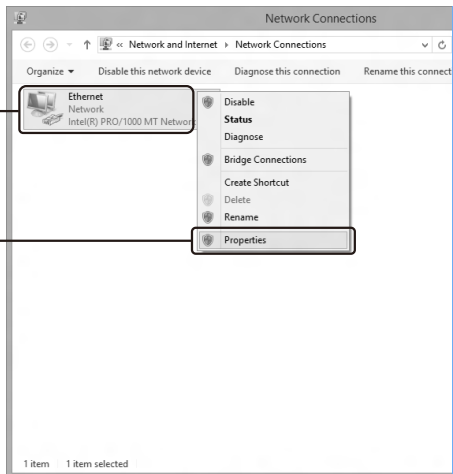 Network Connections
« Network and Internet Network Connections
Organize Disable this network device Diagnose this connection Rename this connect
Ethernet
Network
Intel(R) PRO/1000 MT Network
Disable
Status
Diagnose
Bridge Connections
Create Shortcut
Delete
Rename
Properties
1 item 1 item selected